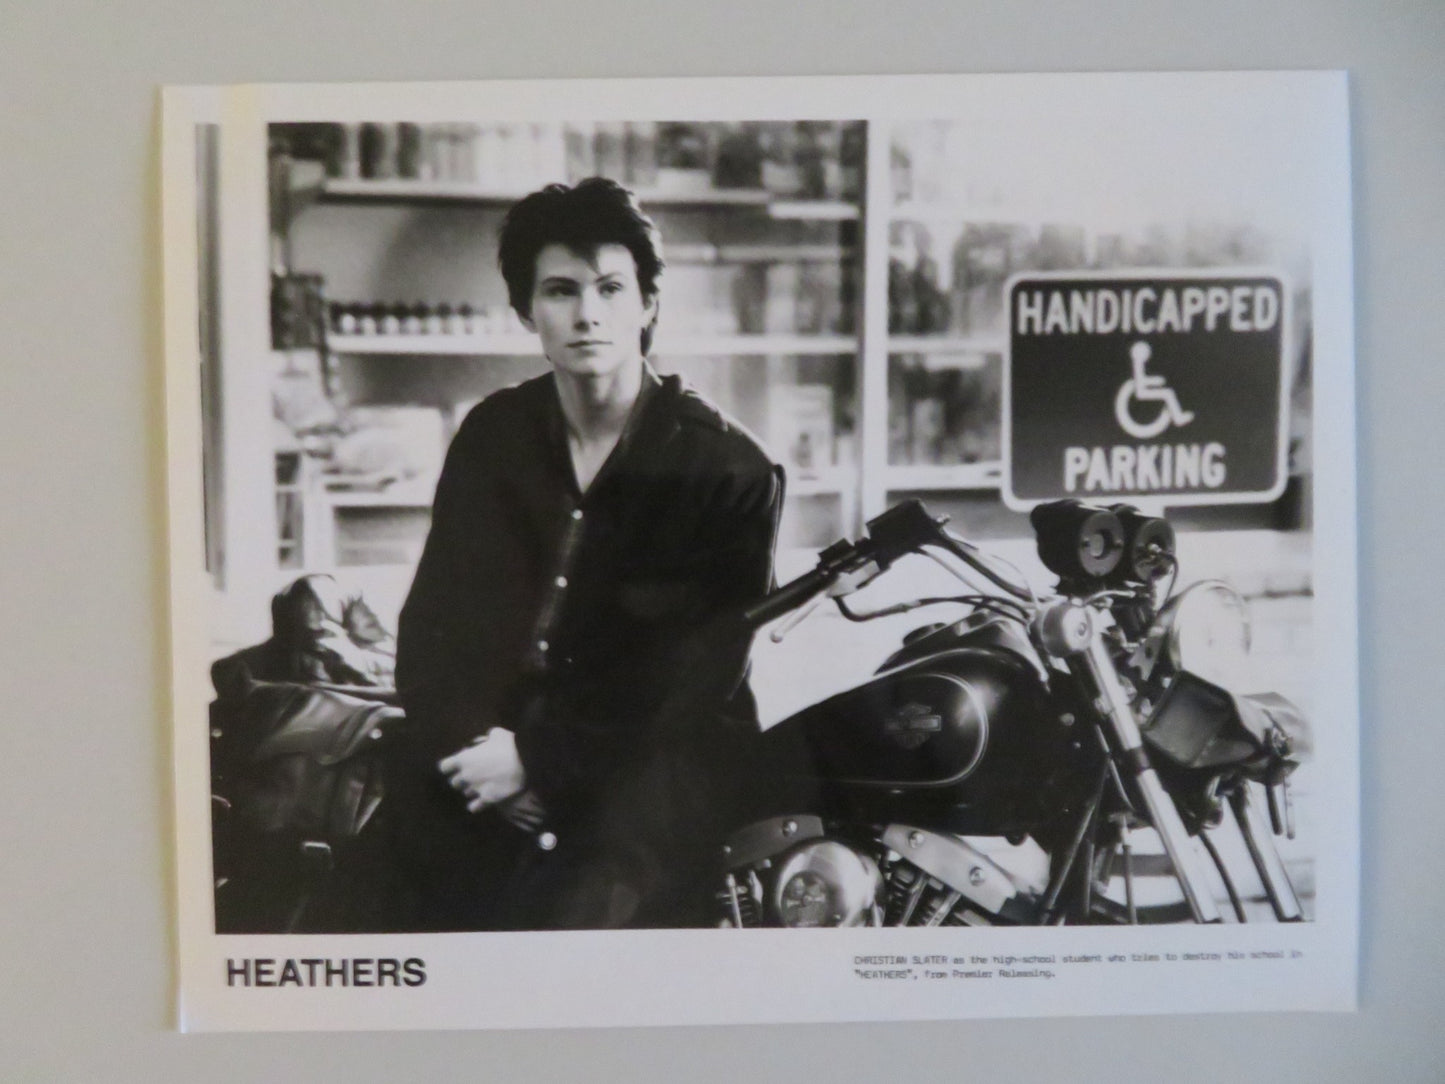 HANDICAPPED
PARKING
HEATHERS
CHRISTIAN SLATER as the high-school student who tries to destroy his school in
"HEATHERS", from Premier Releasing.